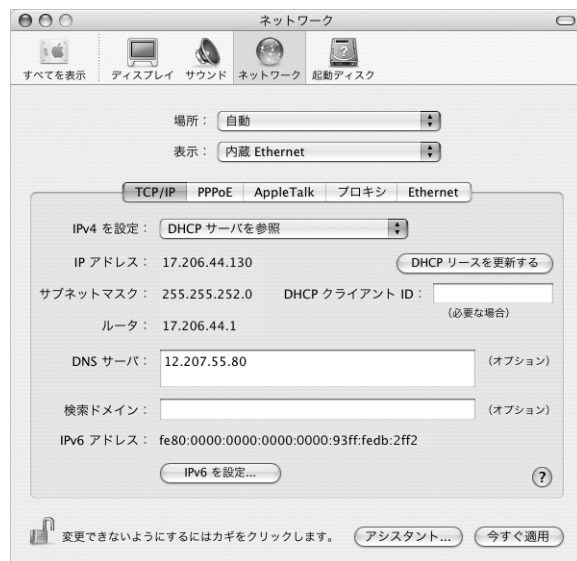 ネットワーク
すべてを表示 ディスプレイ サウンド ネットワーク 起動ディスク
場所： 自動
表示： 内蔵 Ethernet
TCP/IP PPPoE AppleTalk プロキシ Ethernet
IPv4 を設定： DHCP サーバを参照
IP アドレス： 17.206.44.130 DHCP リースを更新する
サブネットマスク： 255.255.252.0 DHCP クライアント ID：
(必要な場合)
ルータ： 17.206.44.1
DNS サーバ： 12.207.55.80 (オプション)
検索ドメイン： (オプション)
IPv6 アドレス： fe80:0000:0000:0000:0000:93ff:fedb:2ff2
IPv6 を設定... ?
変更できないようにするにはカギをクリックします。 アシスタント... 今すぐ適用